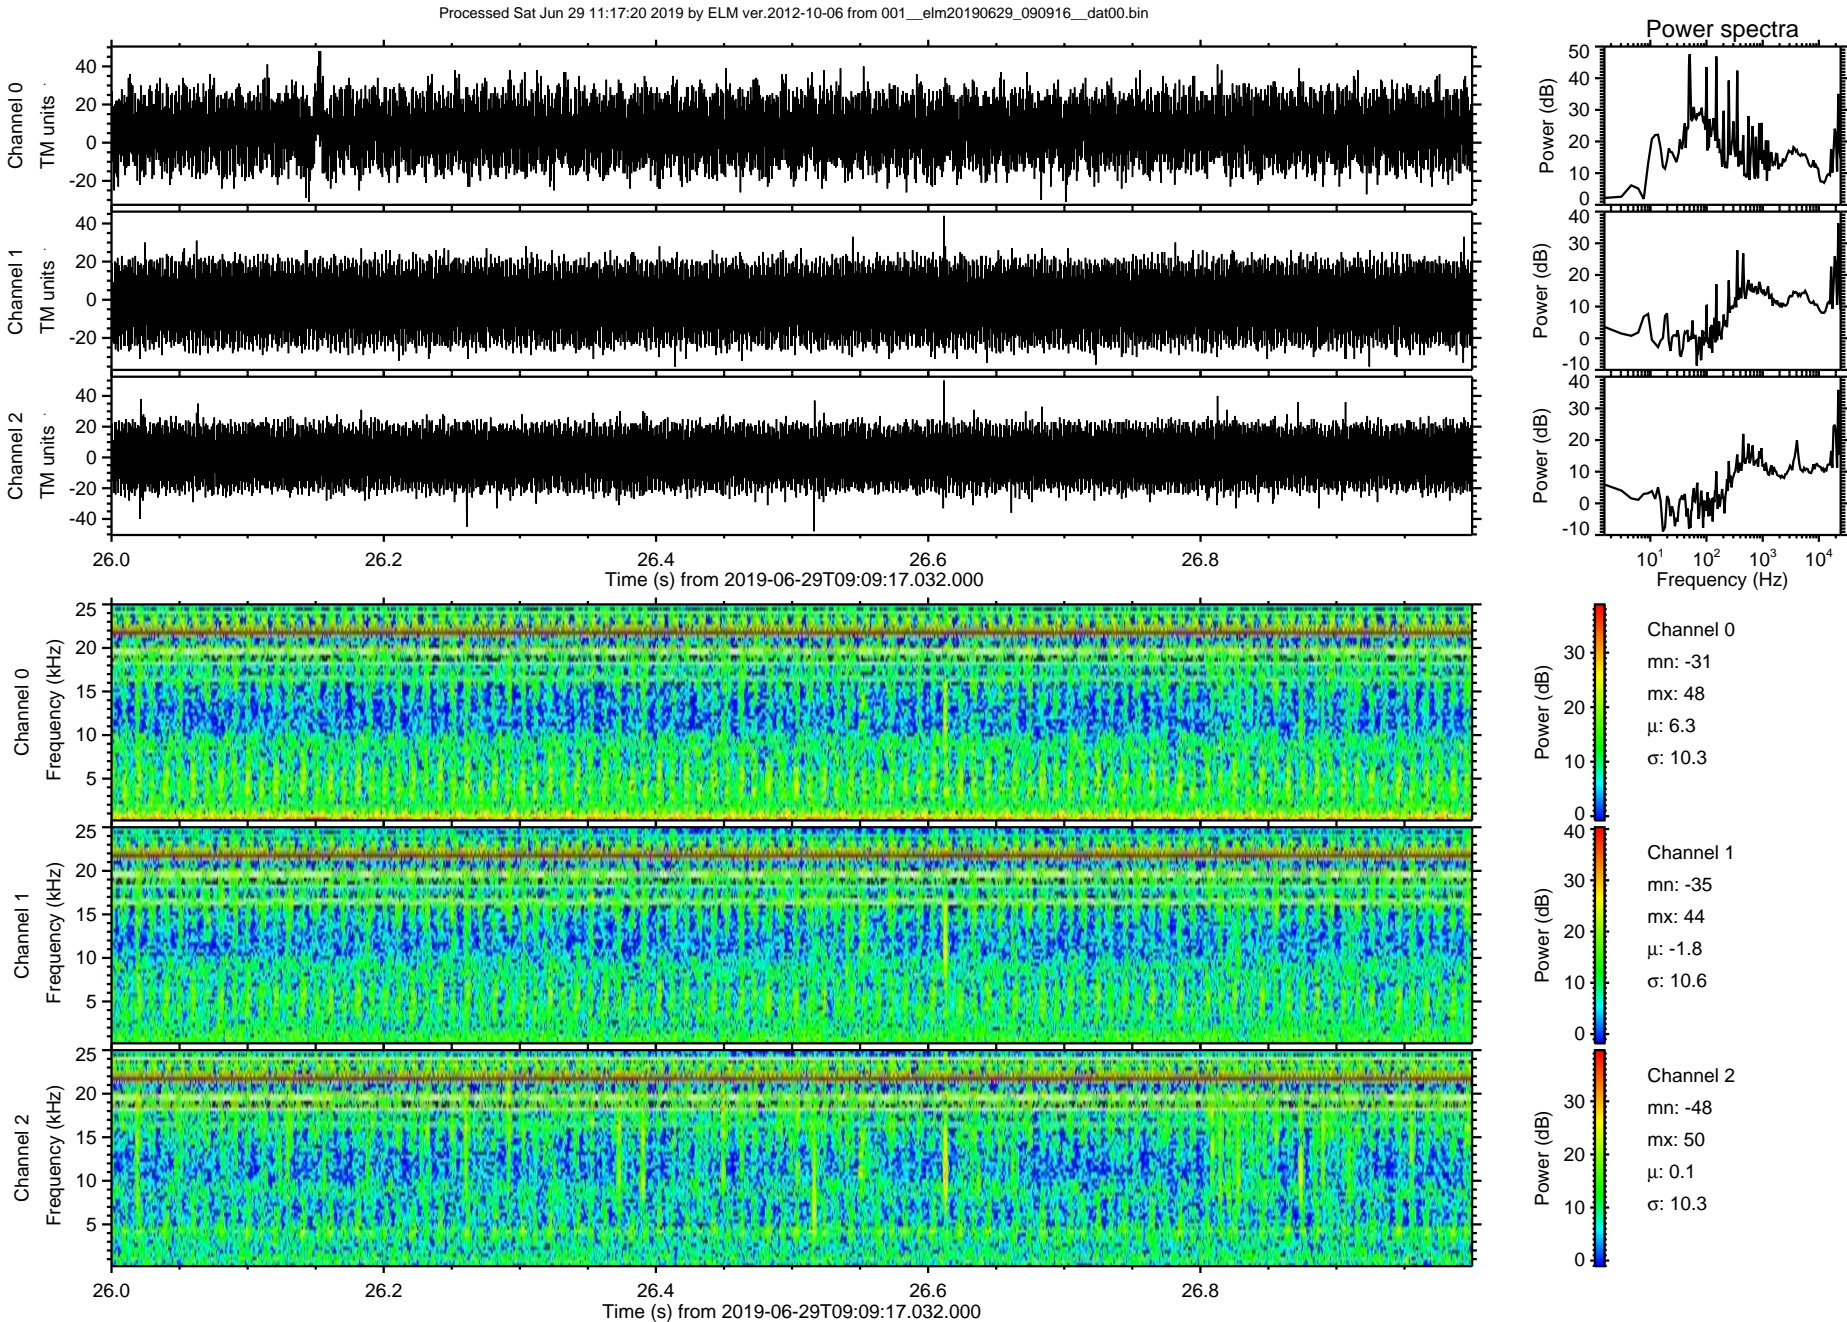 Processed Sat Jun 29 11:17:20 2019 by ELM ver.2012-10-06 from 001__elm20190629_090916__dat00.bin
Power spectra
Channel 0
TM units
40
20
0
-20
Power (dB)
50
40
30
20
10
0
Channel 1
TM units
40
20
0
-20
Power (dB)
40
30
20
10
0
-10
Channel 2
TM units
40
20
0
-20
-40
Power (dB)
40
30
20
10
0
-10
26.0 26.2 26.4 26.6 26.8
Time (s) from 2019-06-29T09:09:17.032.000
10¹ 10² 10³ 10⁴
Frequency (Hz)
Channel 0
Frequency (kHz)
25
20
15
10
5
Power (dB)
30
20
10
0
Channel 0
mn: -31
mx: 48
μ: 6.3
σ: 10.3
Channel 1
Frequency (kHz)
25
20
15
10
5
Power (dB)
40
30
20
10
0
Channel 1
mn: -35
mx: 44
μ: -1.8
σ: 10.6
Channel 2
Frequency (kHz)
25
20
15
10
5
Power (dB)
30
20
10
0
Channel 2
mn: -48
mx: 50
μ: 0.1
σ: 10.3
26.0 26.2 26.4 26.6 26.8
Time (s) from 2019-06-29T09:09:17.032.000